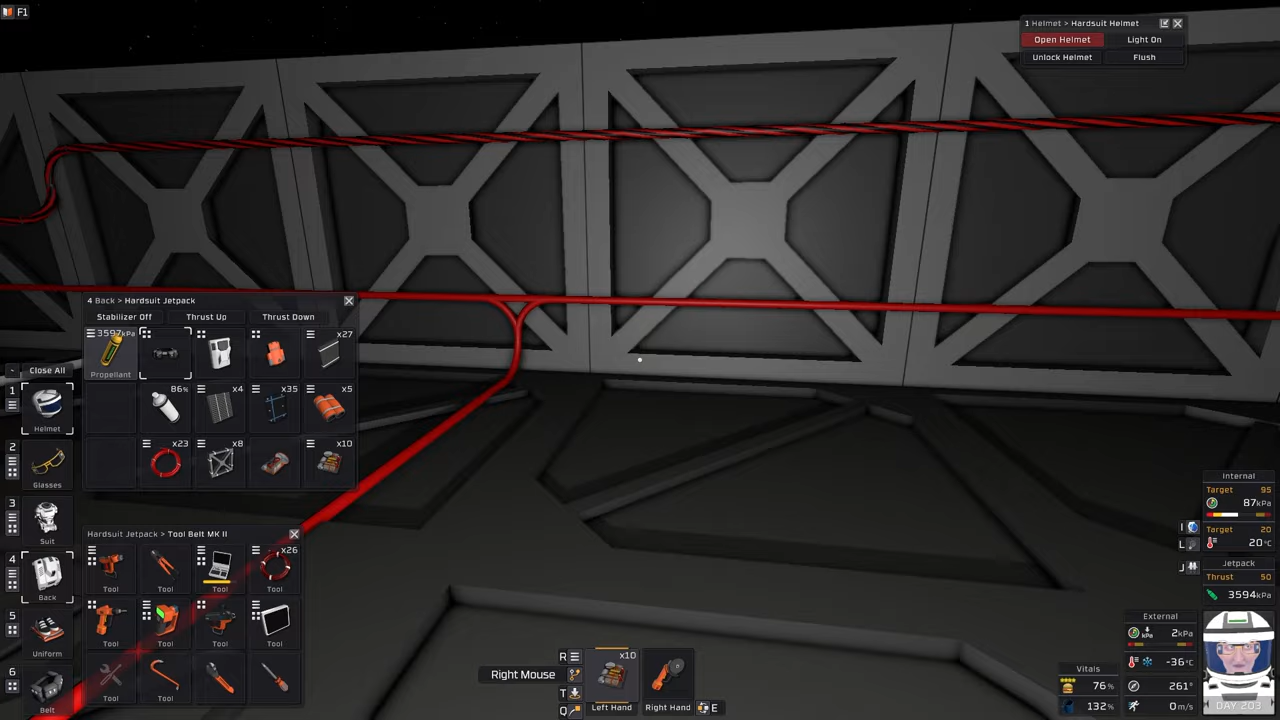 F1
1 Helmet > Hardsuit Helmet
Open Helmet
Light On
Unlock Helmet
Flush
4 Back > Hardsuit Jetpack
Stabilizer Off
Thrust Up
Thrust Down
3597kPa
x27
Propellant
86%
x4
x35
x5
x23
x8
x10
- Close All
1
Helmet
2
Glasses
3
Suit
4
Back
5
Uniform
6
Belt
Hardsuit Jetpack > Tool Belt MK II
x26
Tool
Tool
Tool
Tool
Tool
Tool
Tool
Tool
Tool
Tool
Tool
Tool
Right Mouse
R
T
Q
x10
Left Hand
Right Hand
E
Internal
Target 95
87kPa
Target 20
20°C
I
L
J
Jetpack
Thrust 50
3594kPa
External
kPa
2kPa
-36°C
261°
0m/s
Vitals
76%
132%
DAY 203